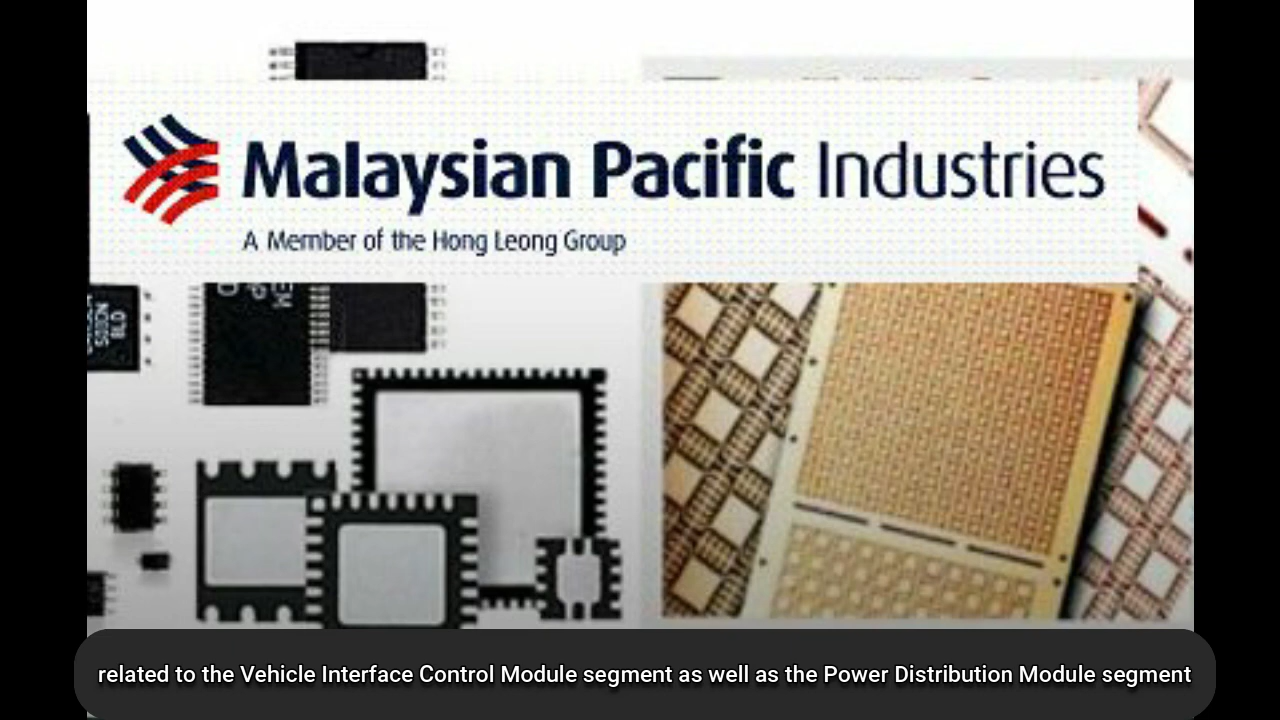 Malaysian Pacific Industries
A Member of the Hong Leong Group
related to the Vehicle Interface Control Module segment as well as the Power Distribution Module segment